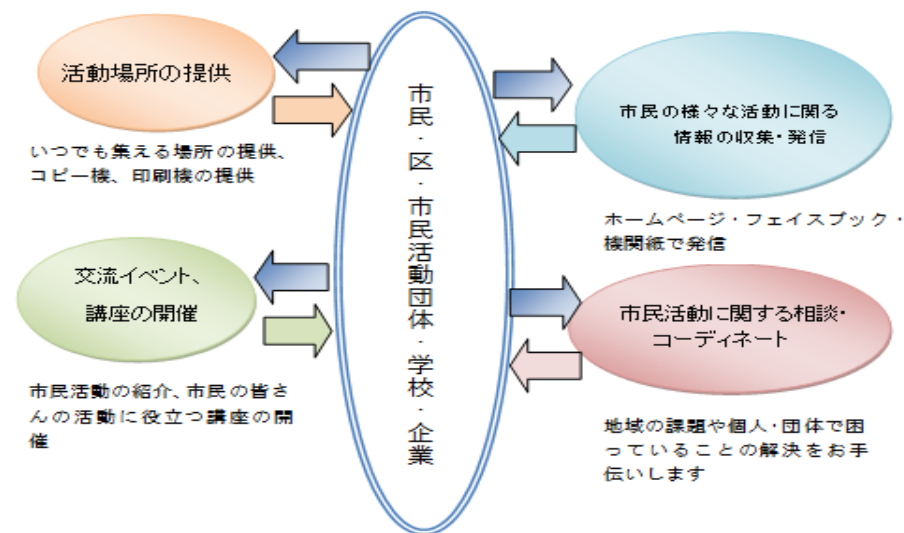 活動場所の提供
いつでも集える場所の提供、
コピー機、印刷機の提供
交流イベント、
講座の開催
市民活動の紹介、市民の皆さ
んの活動に役立つ講座の開
催
市民・区・市民活動団体・学校・企業
市民の様々な活動に関る
情報の収集・発信
ホームページ・フェイスブック・
機関紙で発信
市民活動に関する相談・
コーディネート
地域の課題や個人・団体で困
っていることの解決をお手
伝いします